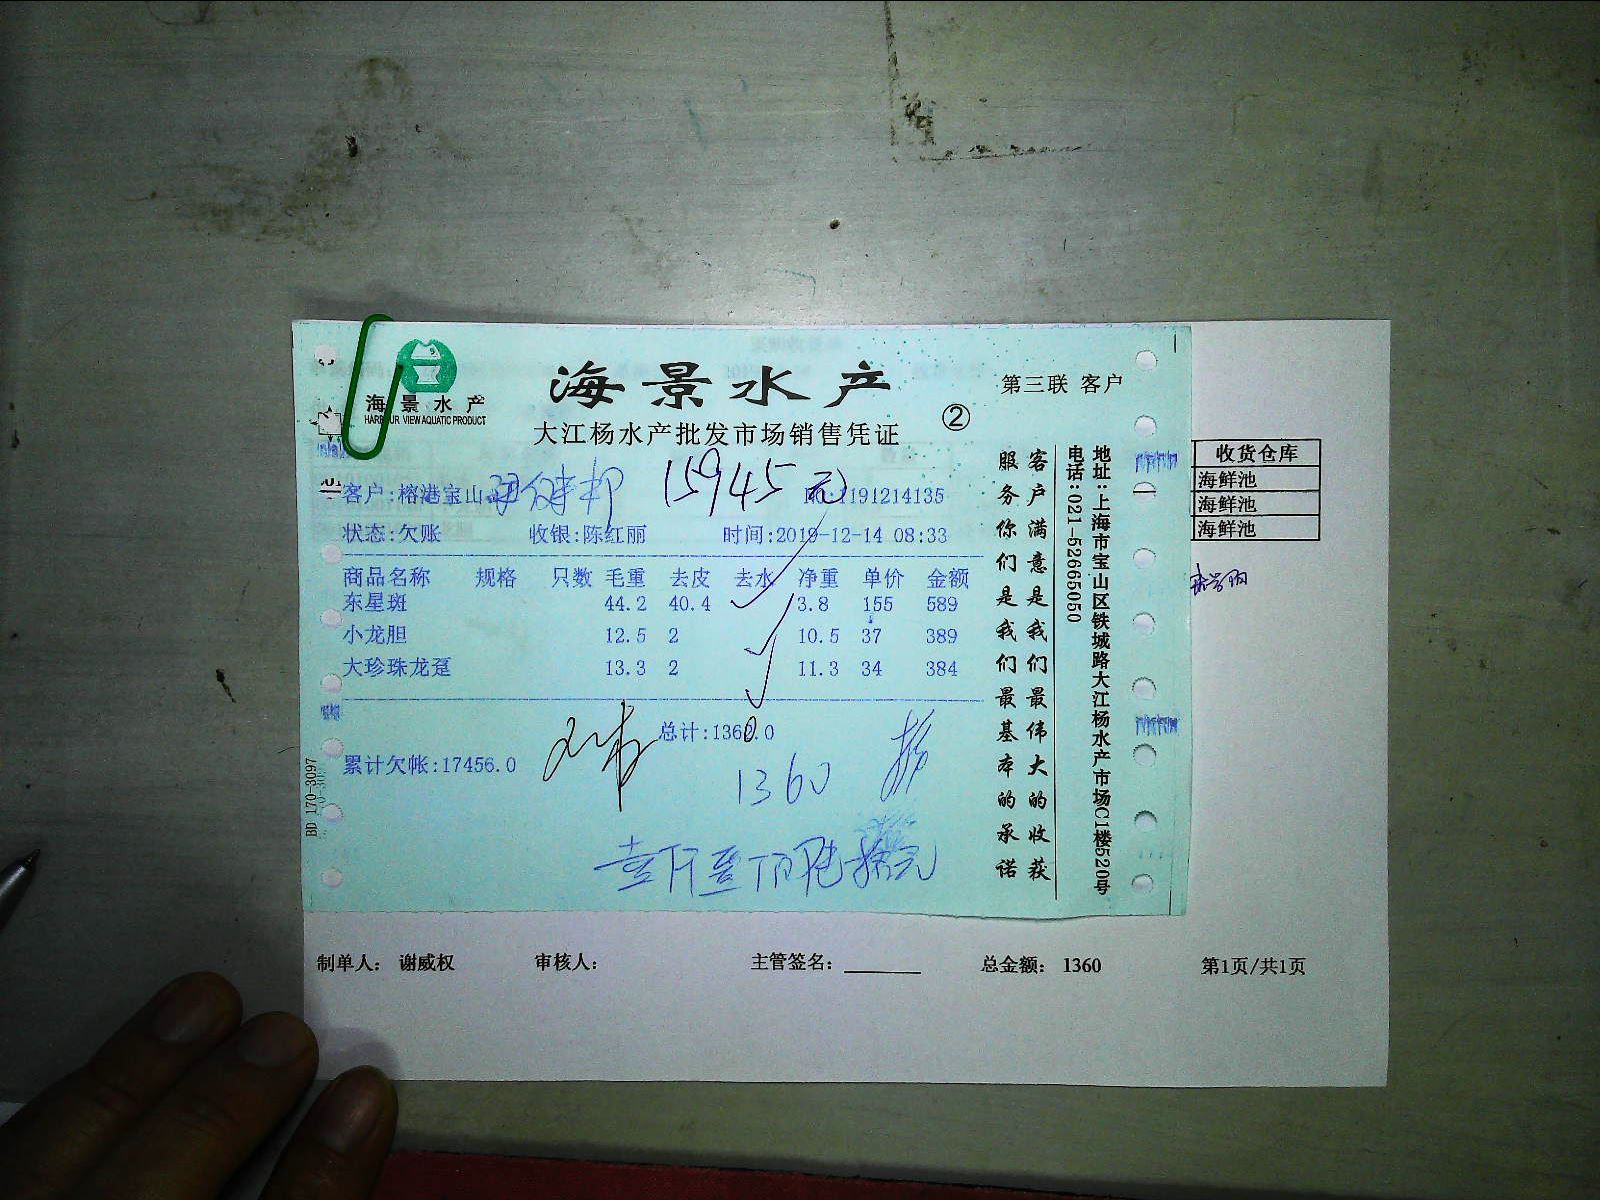 海景水产
HARBOUR VIEW AQUATIC PRODUCT
海景水产
第三联 客户
大江杨水产批发市场销售凭证 ②
客户:榕港宝山 15945元 No:1191214135
状态:欠账 收银:陈红丽 时间:2019-12-14 08:33
商品名称 规格 只数 毛重 去皮 去水 净重 单价 金额
东星斑 44.2 40.4 3.8 155 589
小龙胆 12.5 2 10.5 37 389
大珍珠龙趸 13.3 2 11.3 34 384
总计:1360.0
累计欠帐:17456.0
1360
BD 170-3097
客户满意是我们最伟大的收获
服务你们是我们最基本的承诺
地址:上海市宝山区铁城路大江杨水产市场C1楼520号
电话:021-52665050
收货仓库
海鲜池
海鲜池
海鲜池
制单人: 谢威权 审核人: 主管签名: 总金额: 1360 第1页/共1页